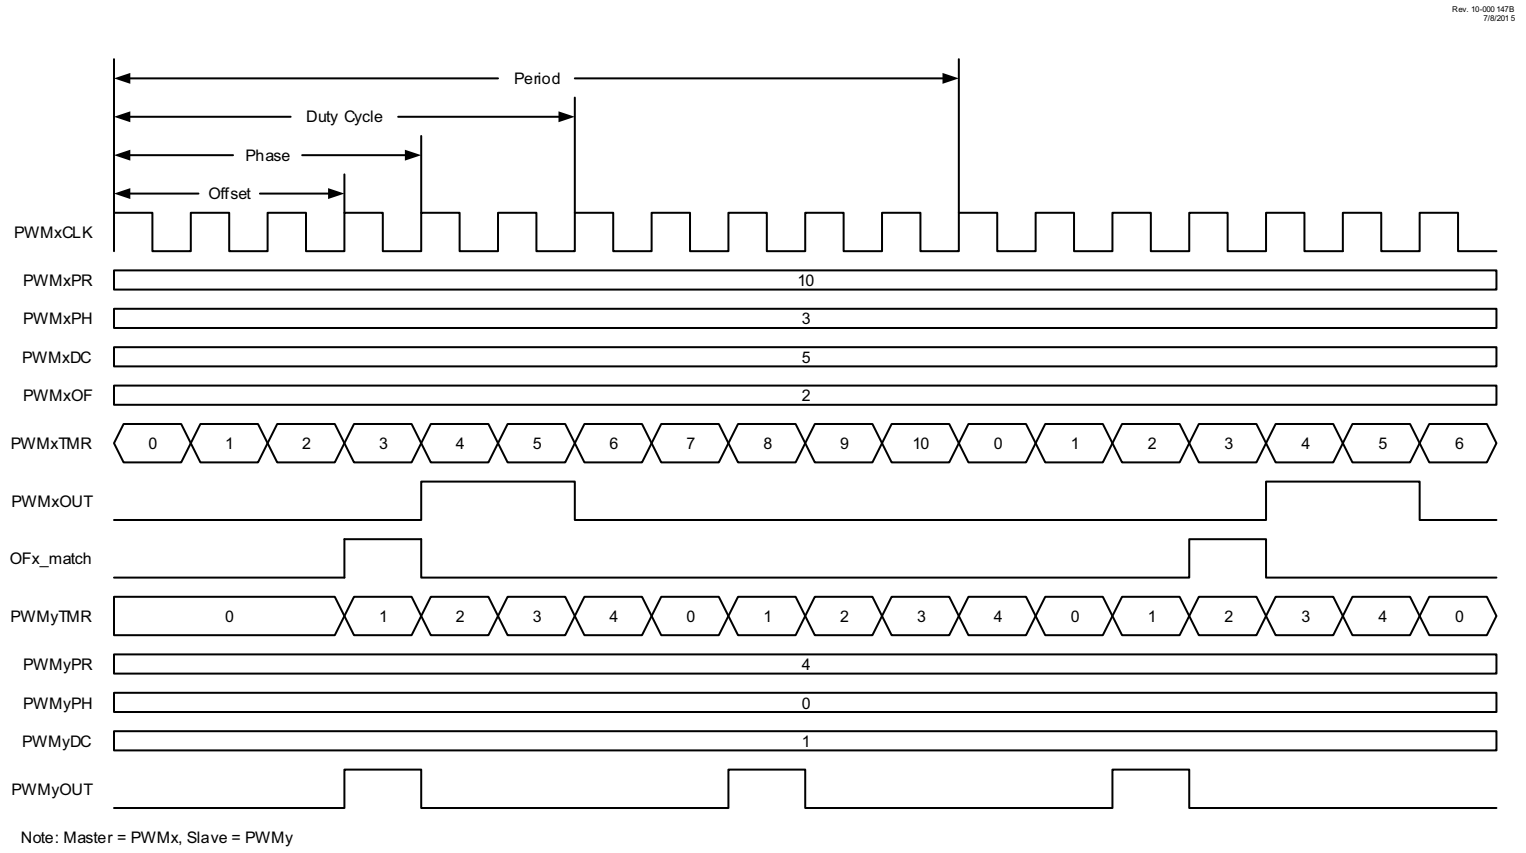 Rev. 10-000 147B
7/8/2015
Period
Duty Cycle
Phase
Offset
PWMxCLK
PWMxPR 10
PWMxPH 3
PWMxDC 5
PWMxOF 2
PWMxTMR 0 1 2 3 4 5 6 7 8 9 10 0 1 2 3 4 5 6
PWMxOUT
OFx_match
PWMyTMR 0 1 2 3 4 0 1 2 3 4 0 1 2 3 4 0
PWMyPR 4
PWMyPH 0
PWMyDC 1
PWMyOUT
Note: Master = PWMx, Slave = PWMy